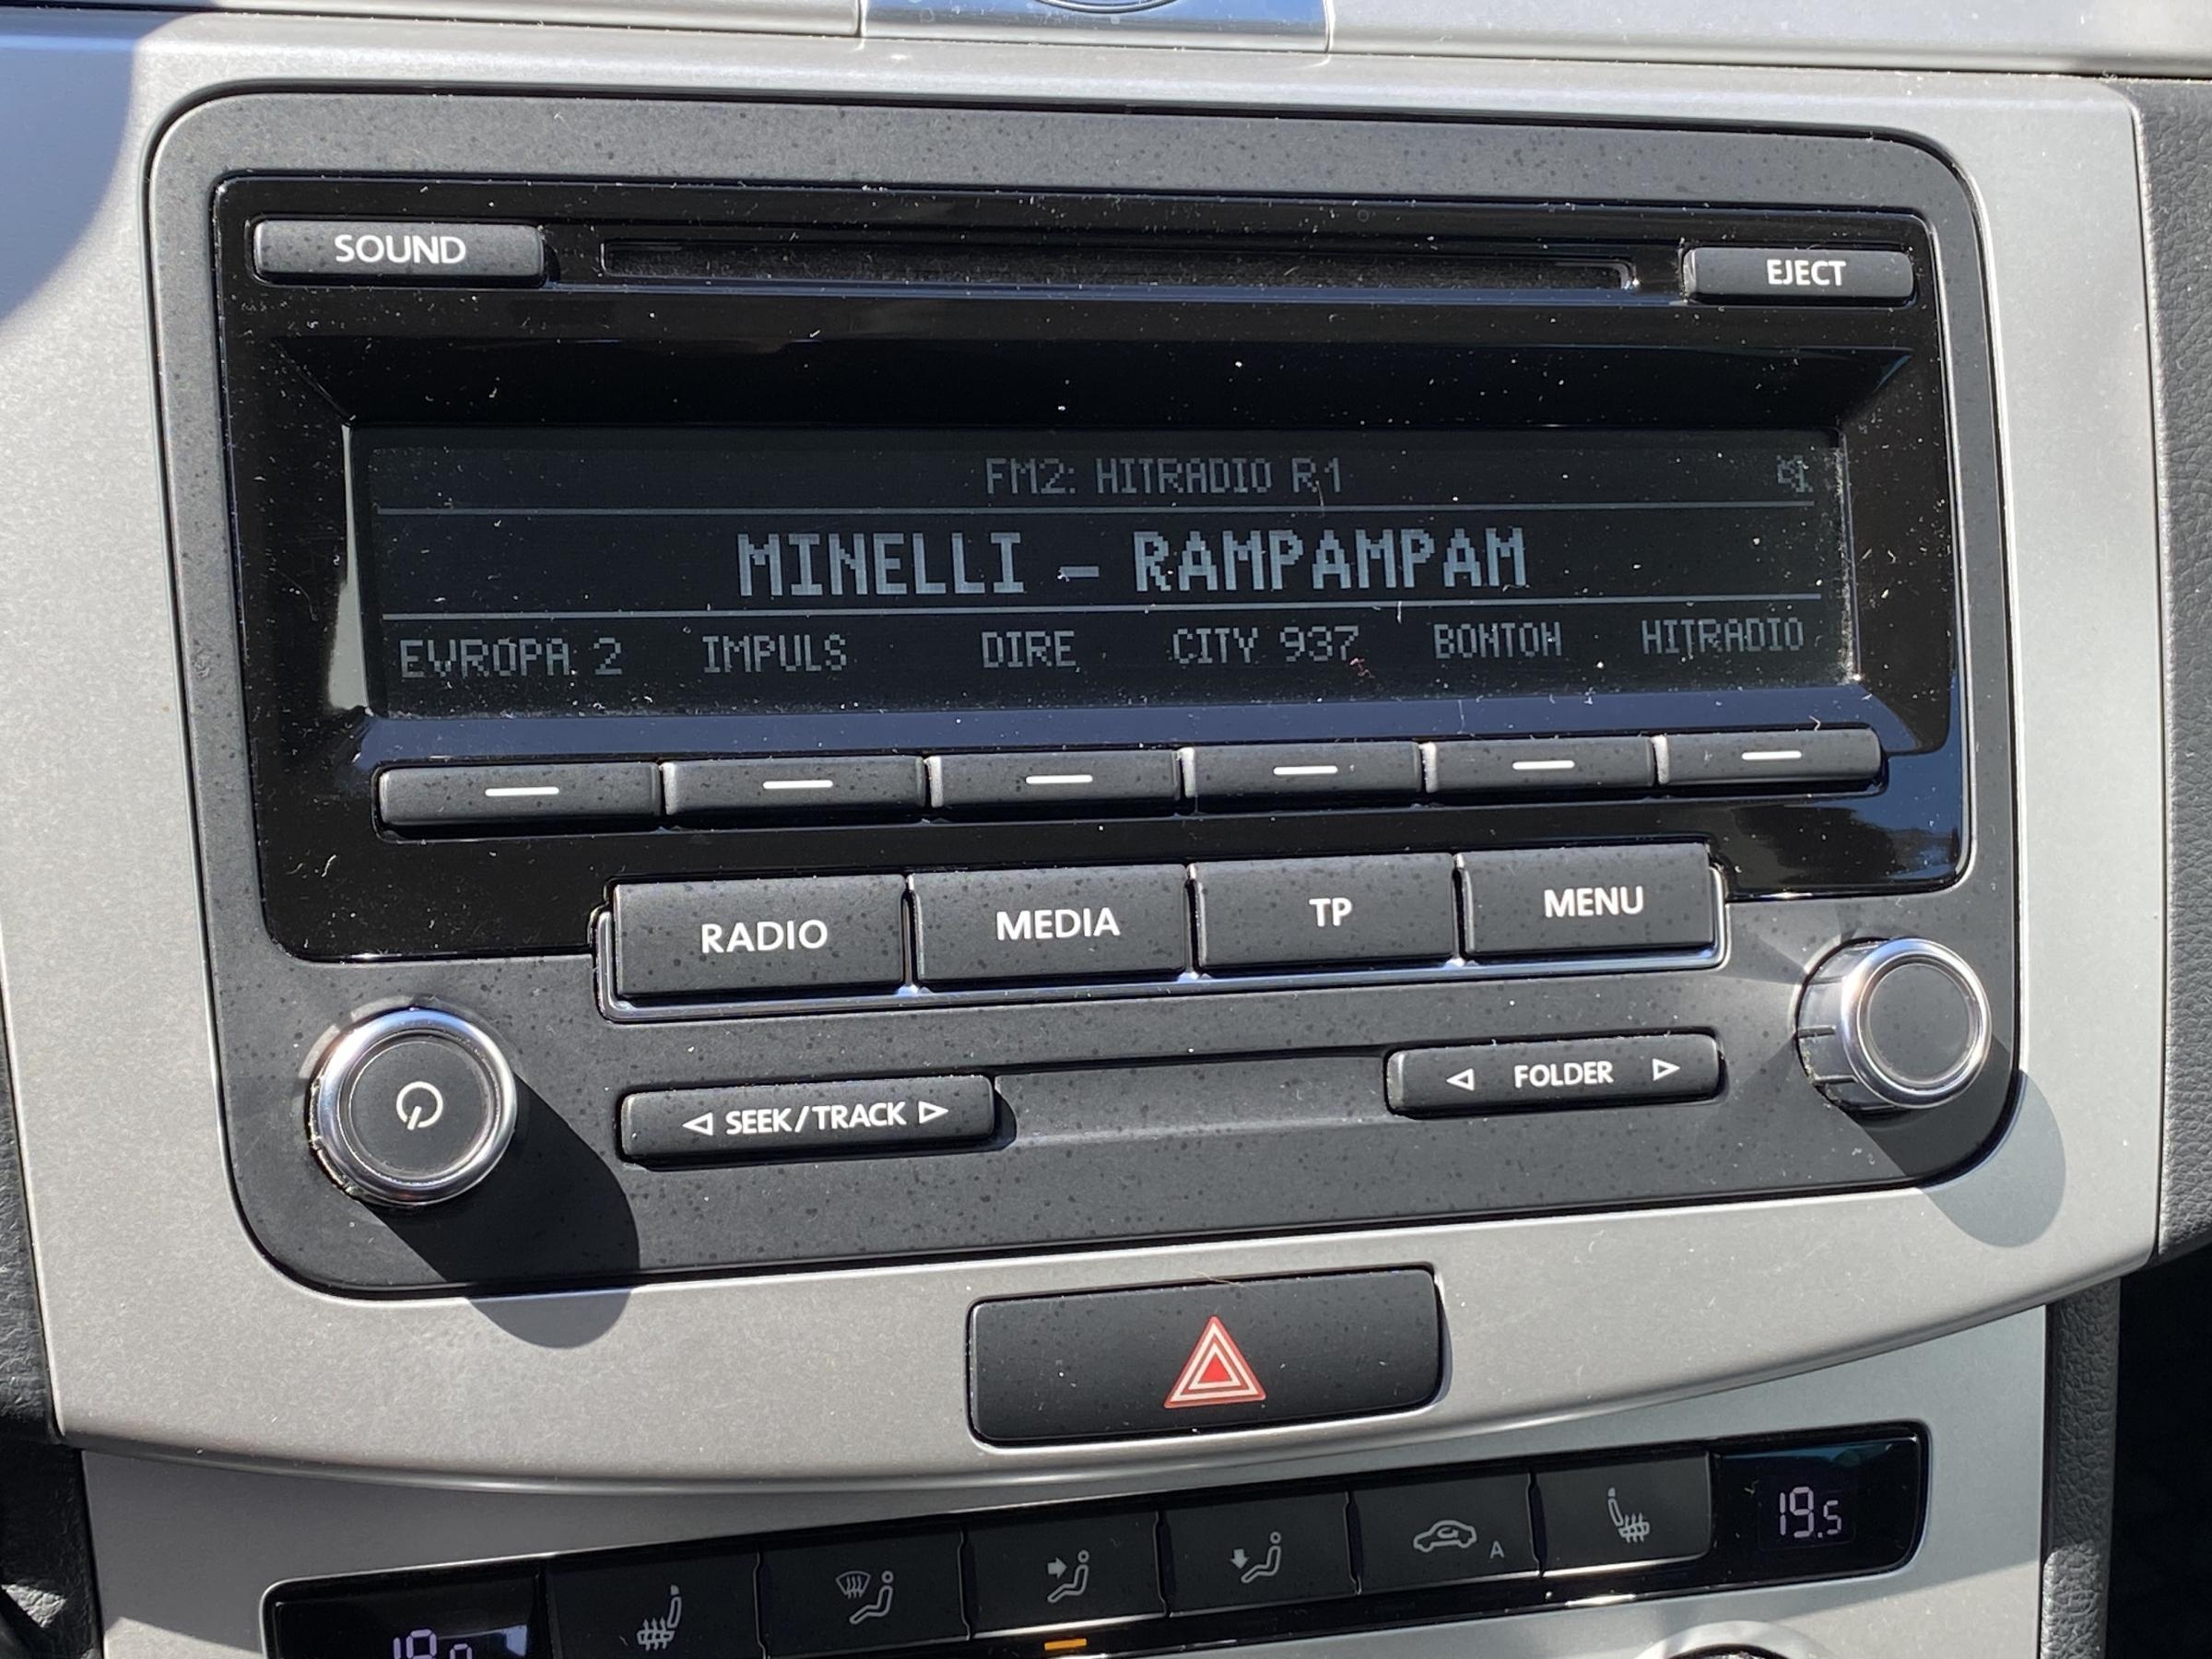 SOUND
EJECT
FM2: HITRADIO R1
MINELLI - RAMPAMPAM
EVROPA 2 IMPULS DIRE CITY 937 BONTON HITRADIO
RADIO MEDIA TP MENU
SEEK/TRACK
FOLDER
19.5
A